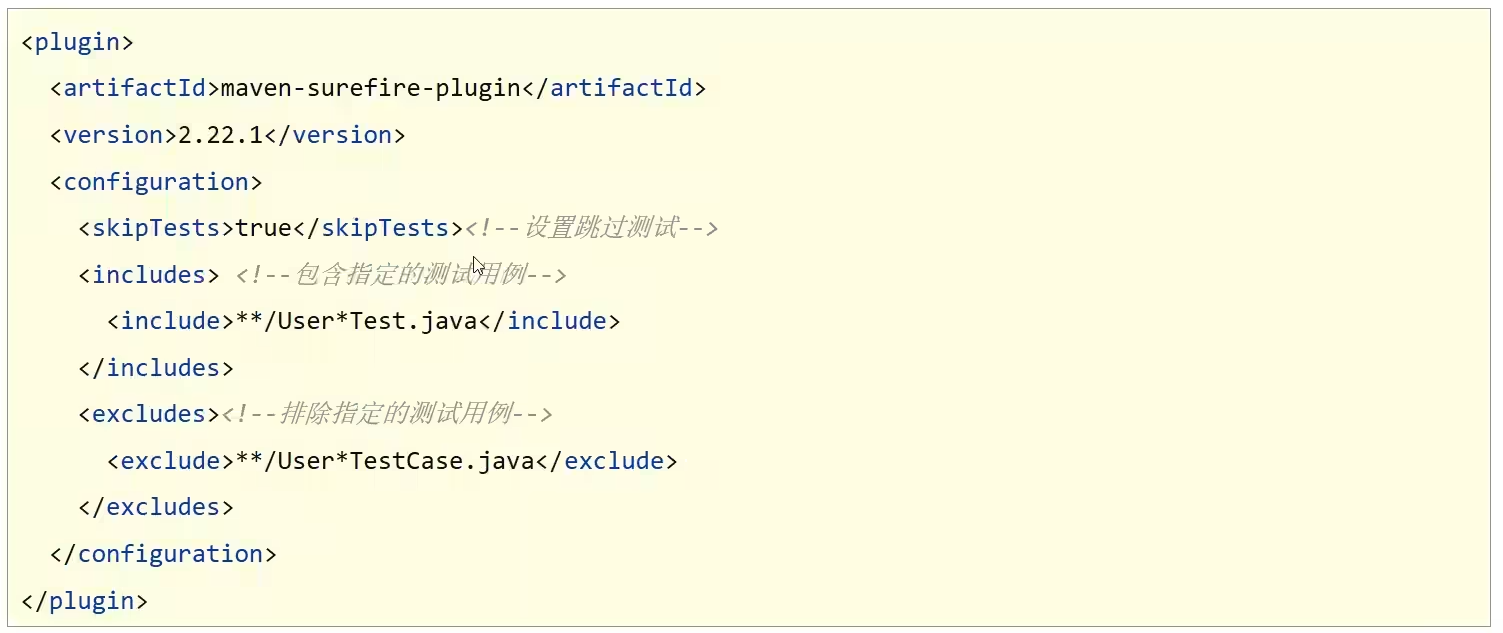 <plugin>
<artifactId>maven-surefire-plugin</artifactId>
<version>2.22.1</version>
<configuration>
<skipTests>true</skipTests><!--设置跳过测试-->
<includes> <!--包含指定的测试用例-->
<include>**/User*Test.java</include>
</includes>
<excludes><!--排除指定的测试用例-->
<exclude>**/User*TestCase.java</exclude>
</excludes>
</configuration>
</plugin>